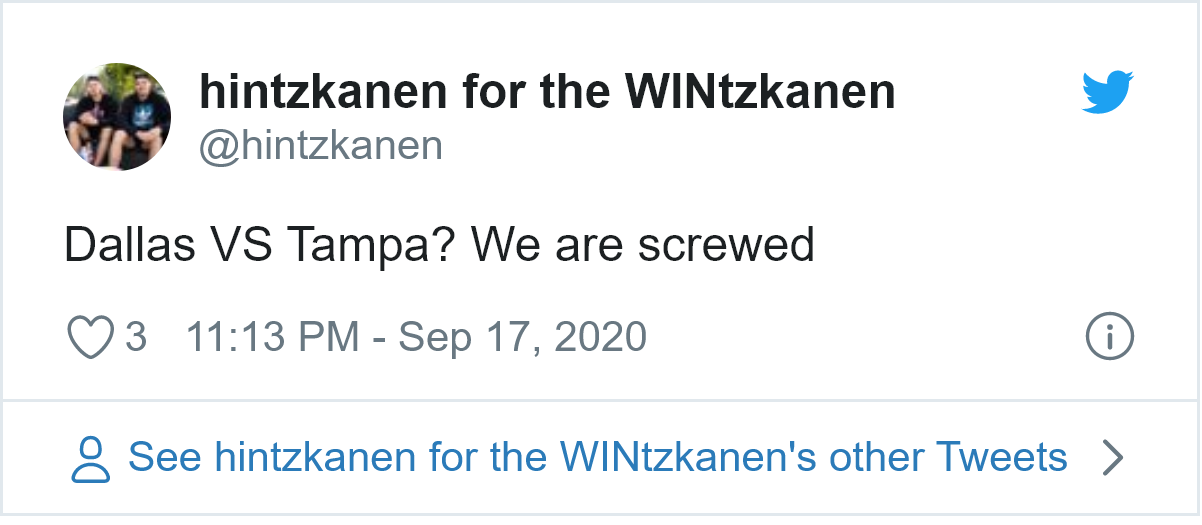 hintzkanen for the WINtzkanen
@hintzkanen
Dallas VS Tampa? We are screwed
3 11:13 PM - Sep 17, 2020
See hintzkanen for the WINtzkanen's other Tweets